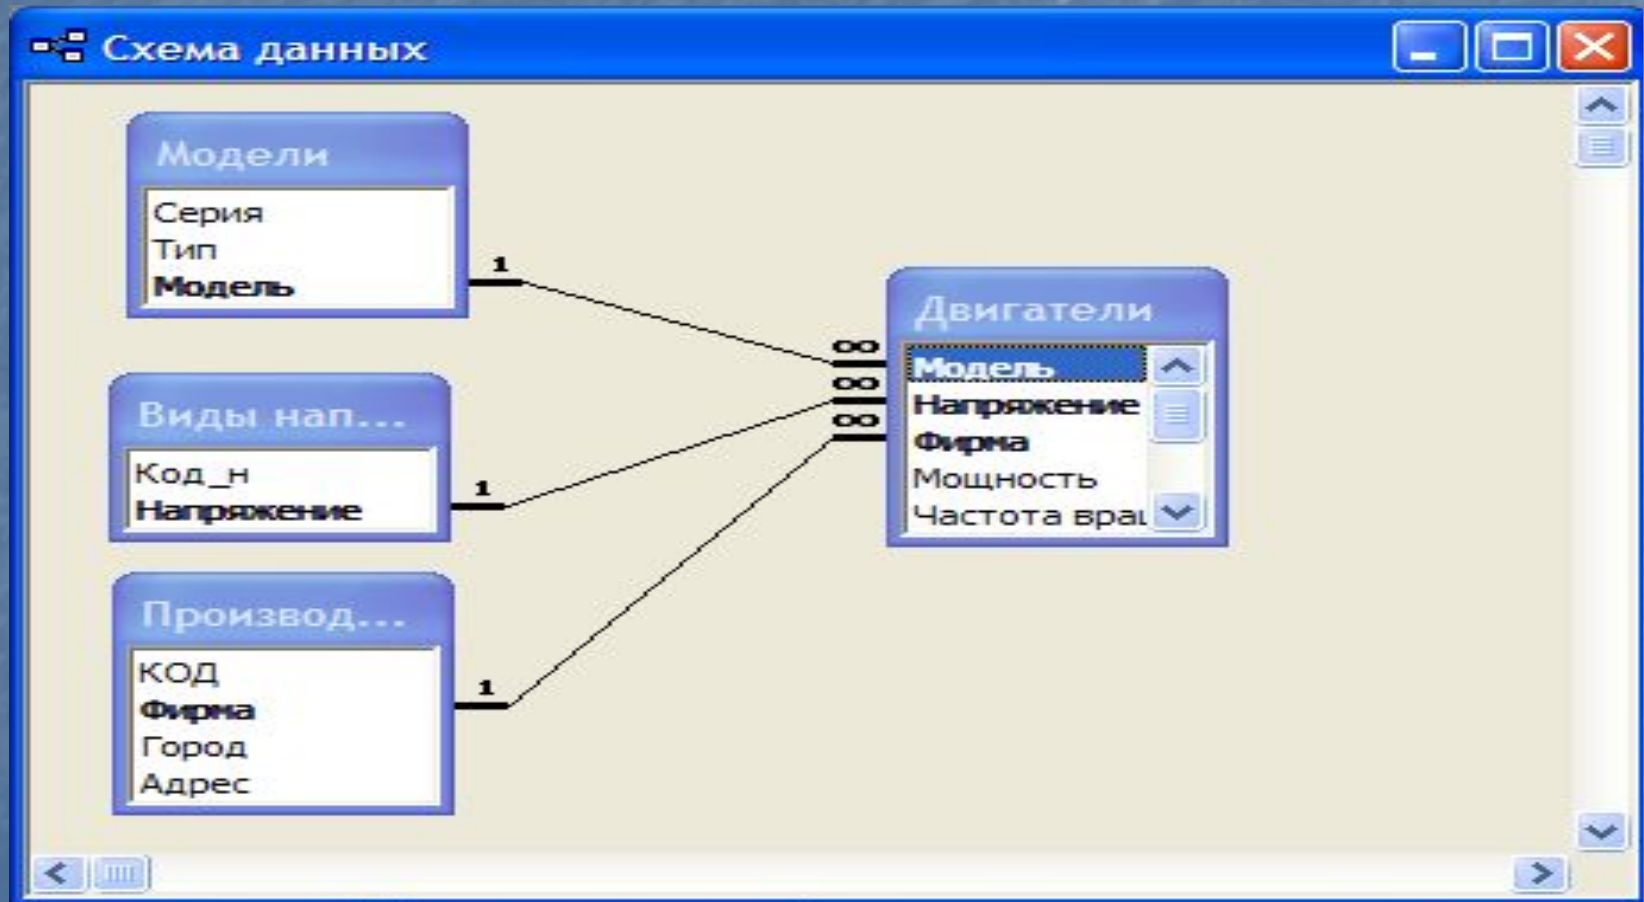 Схема данных
Модели
Серия
Тип
Модель
1
Виды нап...
Код_н
Напряжение
1
Производ...
КОД
Фирма
Город
Адрес
1
Двигатели
∞
Модель
∞
Напряжение
∞
Фирма
Мощность
Частота вращ